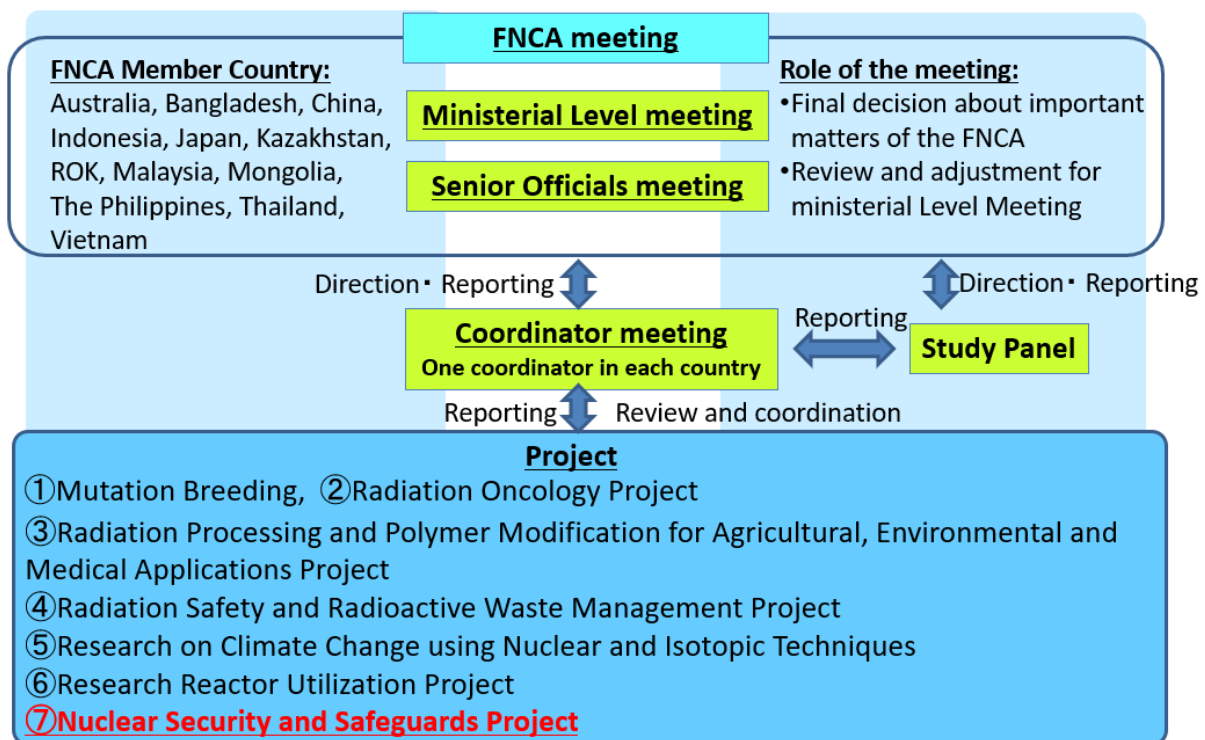 FNCA meeting
FNCA Member Country:
Australia, Bangladesh, China,
Indonesia, Japan, Kazakhstan,
ROK, Malaysia, Mongolia,
The Philippines, Thailand,
Vietnam
Ministerial Level meeting
Senior Officials meeting
Role of the meeting:
•Final decision about important
matters of the FNCA
•Review and adjustment for
ministerial Level Meeting
Direction・ Reporting
Direction・ Reporting
Coordinator meeting
One coordinator in each country
Reporting
Study Panel
Reporting
Review and coordination
Project
①Mutation Breeding, ②Radiation Oncology Project
③Radiation Processing and Polymer Modification for Agricultural, Environmental and
Medical Applications Project
④Radiation Safety and Radioactive Waste Management Project
⑤Research on Climate Change using Nuclear and Isotopic Techniques
⑥Research Reactor Utilization Project
⑦Nuclear Security and Safeguards Project